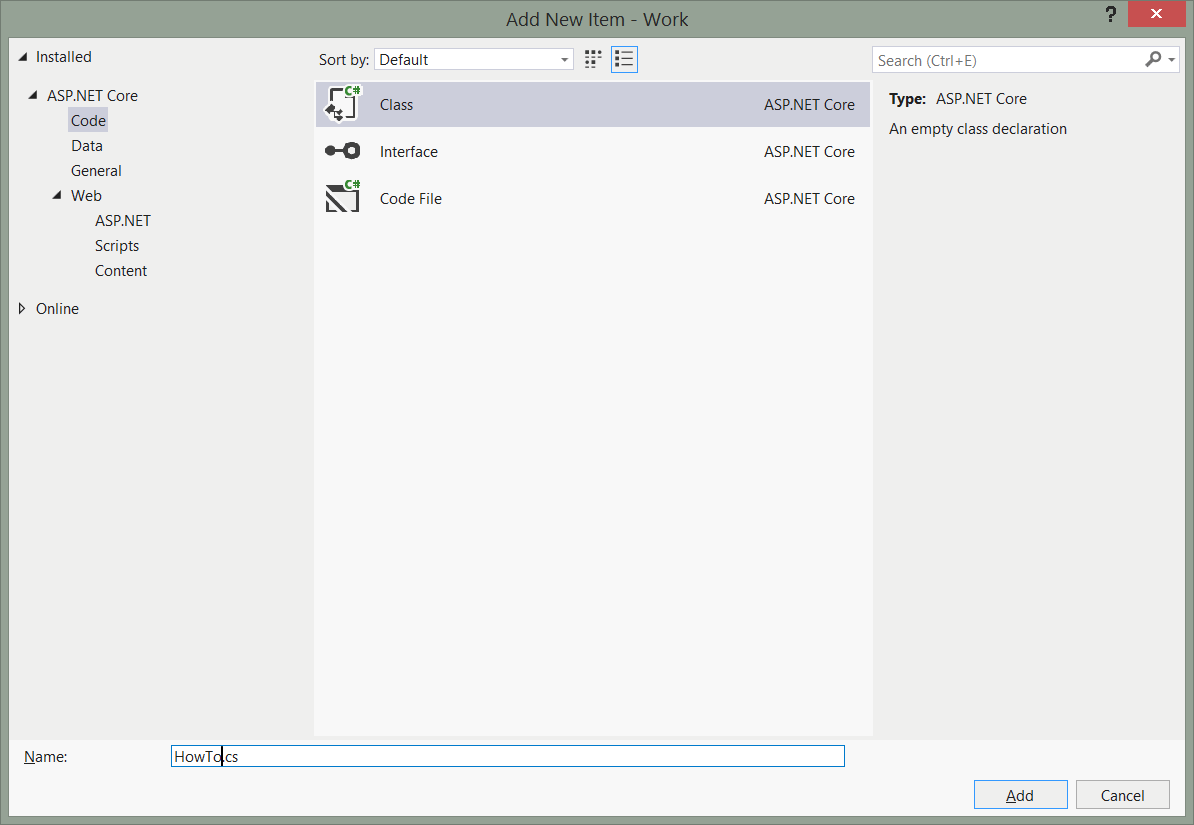 Add New Item - Work
?
Installed
ASP.NET Core
Code
Data
General
Web
ASP.NET
Scripts
Content
Online
Sort by: Default
C# Class ASP.NET Core
Interface ASP.NET Core
C# Code File ASP.NET Core
Search (Ctrl+E)
Type: ASP.NET Core
An empty class declaration
Name: HowTo.cs
Add Cancel